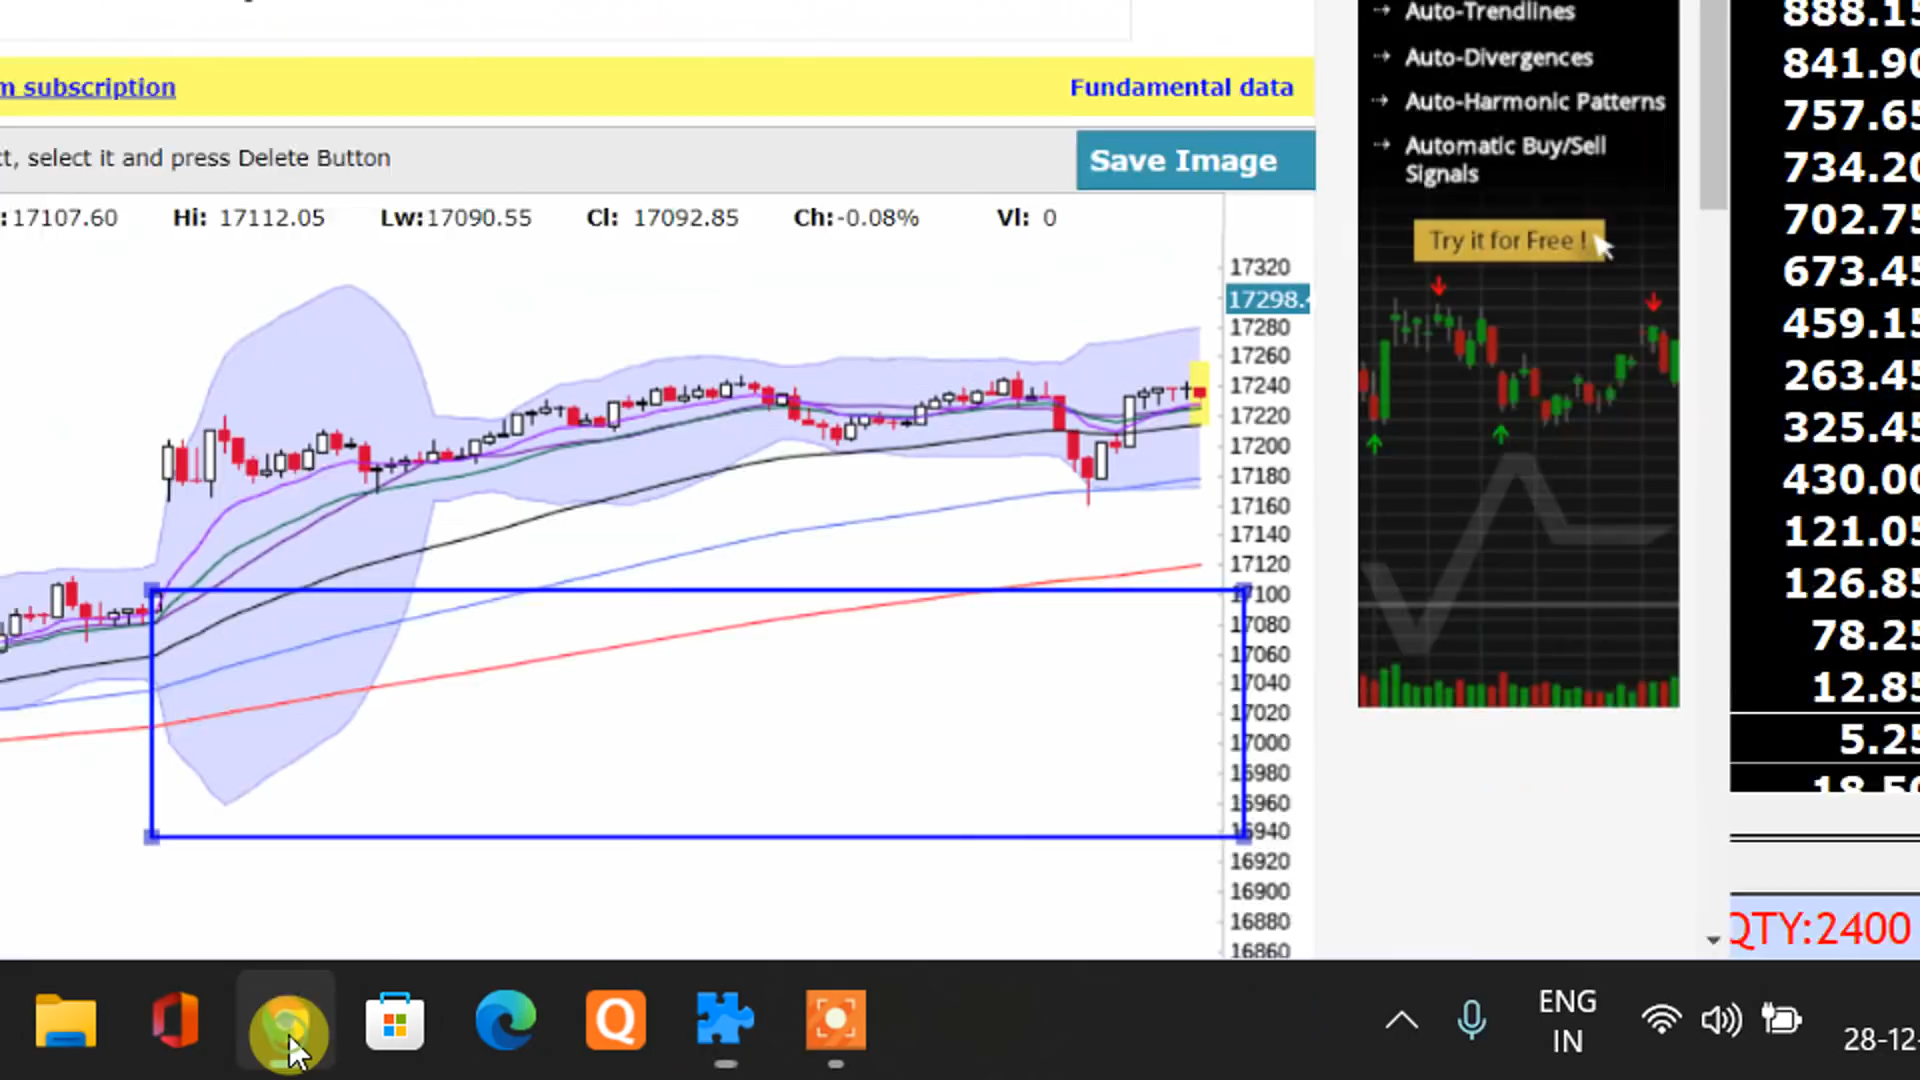 m subscription
Fundamental data
ct, select it and press Delete Button
Save Image
:17107.60 Hi: 17112.05 Lw:17090.55 Cl: 17092.85 Ch:-0.08% Vl: 0
17320
17298.
17280
17260
17240
17220
17200
17180
17160
17140
17120
17100
17080
17060
17040
17020
17000
16980
16960
16940
16920
16900
16880
16860
Auto-Trendlines
Auto-Divergences
Auto-Harmonic Patterns
Automatic Buy/Sell
Signals
Try it for Free !
888.15
841.90
757.65
734.20
702.75
673.45
459.15
263.45
325.45
430.00
121.05
126.85
78.25
12.85
5.25
18.50
QTY:2400
Q
ENG
IN
28-12